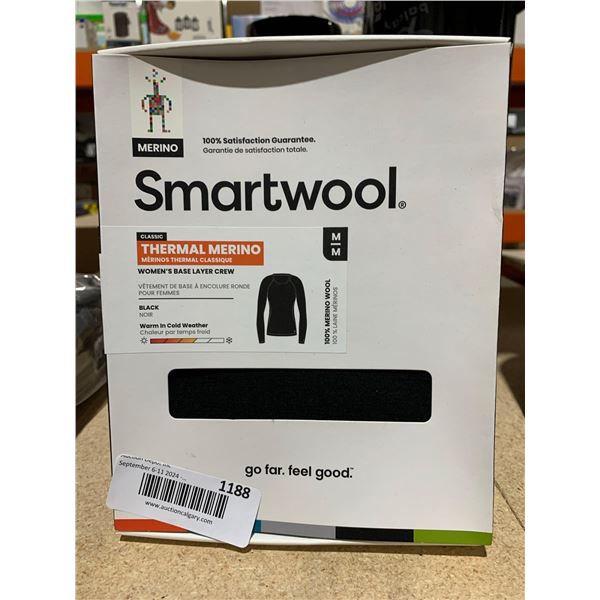 MERINO
100% Satisfaction Guarantee.
Garantie de satisfaction totale.
Smartwool®
CLASSIC
THERMAL MERINO
MÉRINOS THERMAL CLASSIQUE
WOMEN'S BASE LAYER CREW
VÊTEMENT DE BASE À ENCOLURE RONDE
POUR FEMMES
BLACK
NOIR
Warm In Cold Weather
Chaleur par temps froid
M
M
100% MERINO WOOL
100 % LAINE MÉRINOS
go far. feel good.™
September 6-11 2024 ...
1188
www.auctioncalgary.com